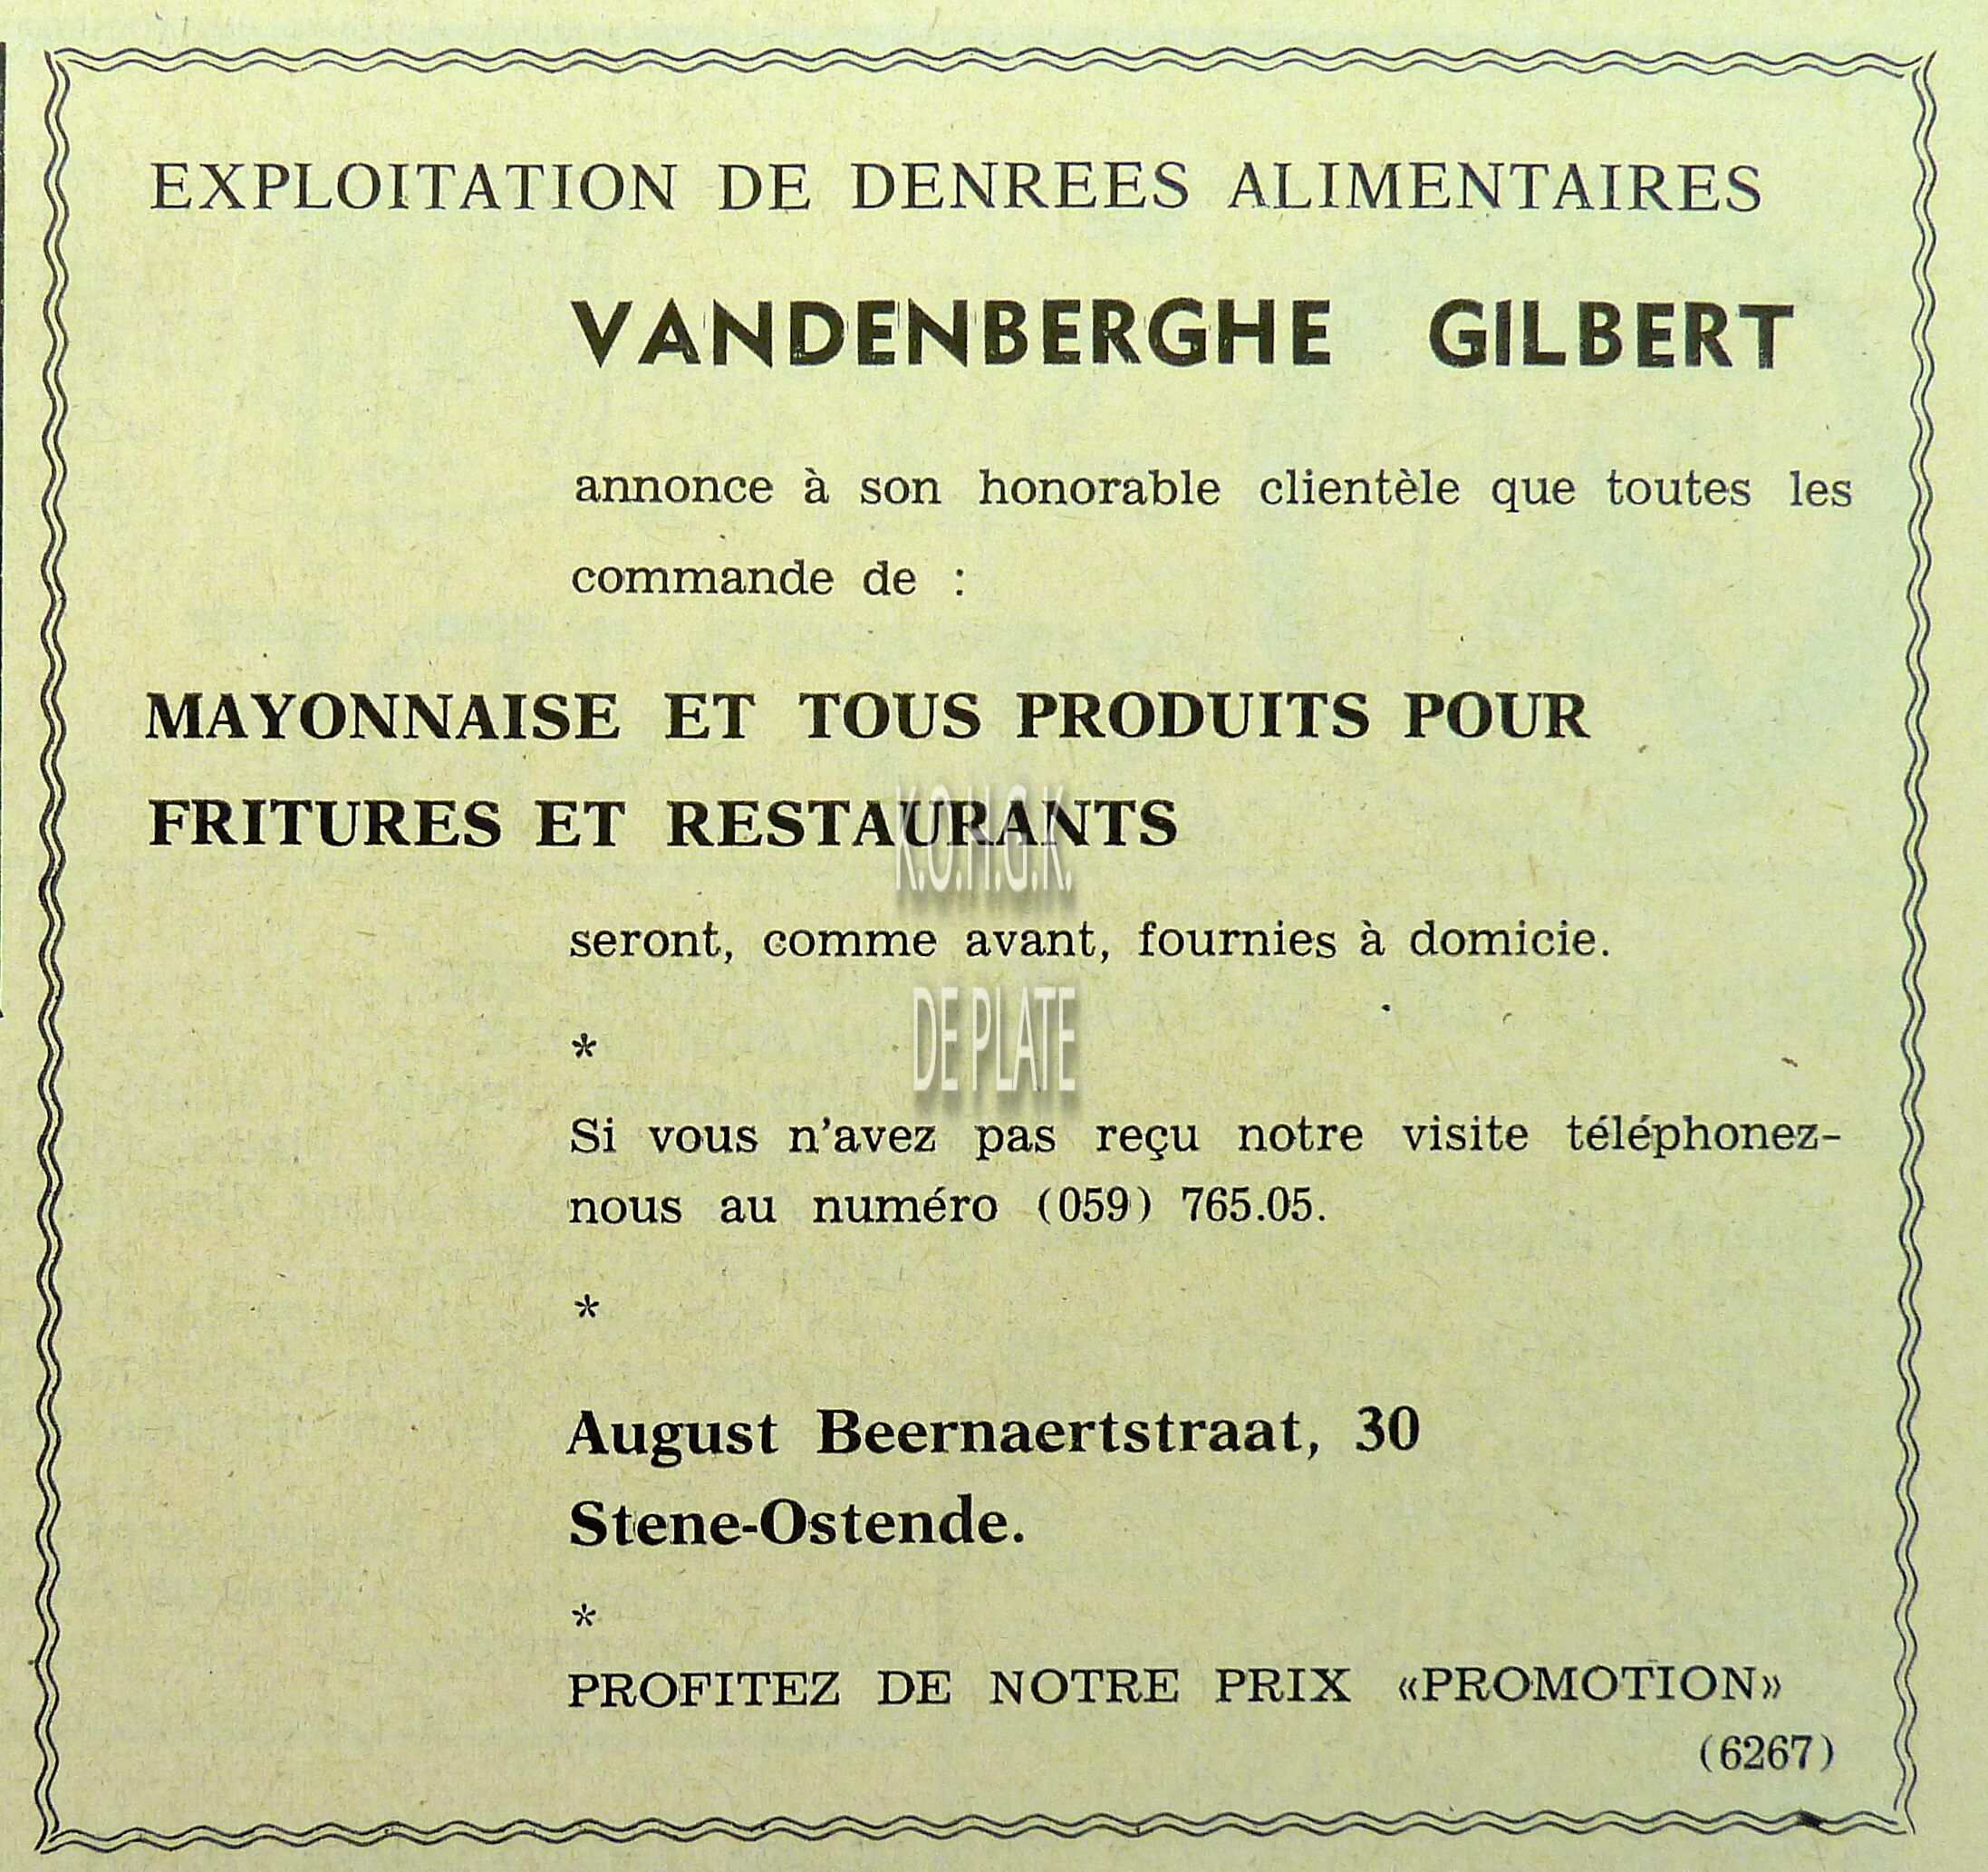 EXPLOITATION DE DENREES ALIMENTAIRES
VANDENBERGHE GILBERT
annonce à son honorable clientèle que toutes les
commande de :
MAYONNAISE ET TOUS PRODUITS POUR
FRITURES ET RESTAURANTS
K.O.H.G.K.
seront, comme avant, fournies à domicie.
DE PLATE
*
Si vous n'avez pas reçu notre visite téléphonez-
nous au numéro (059) 765.05.
*
August Beernaertstraat, 30
Stene-Ostende.
*
PROFITEZ DE NOTRE PRIX «PROMOTION»
(6267)